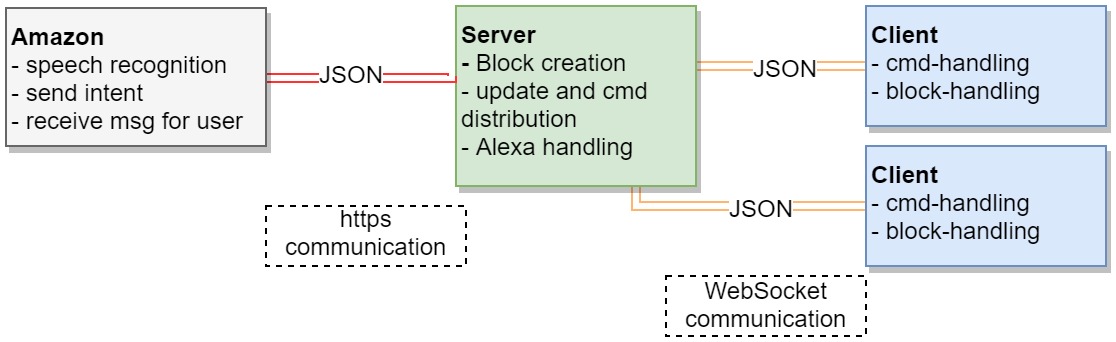 Amazon
- speech recognition
- send intent
- receive msg for user
JSON
Server
- Block creation
- update and cmd
distribution
- Alexa handling
JSON
Client
- cmd-handling
- block-handling
JSON
Client
- cmd-handling
- block-handling
https
communication
WebSocket
communication